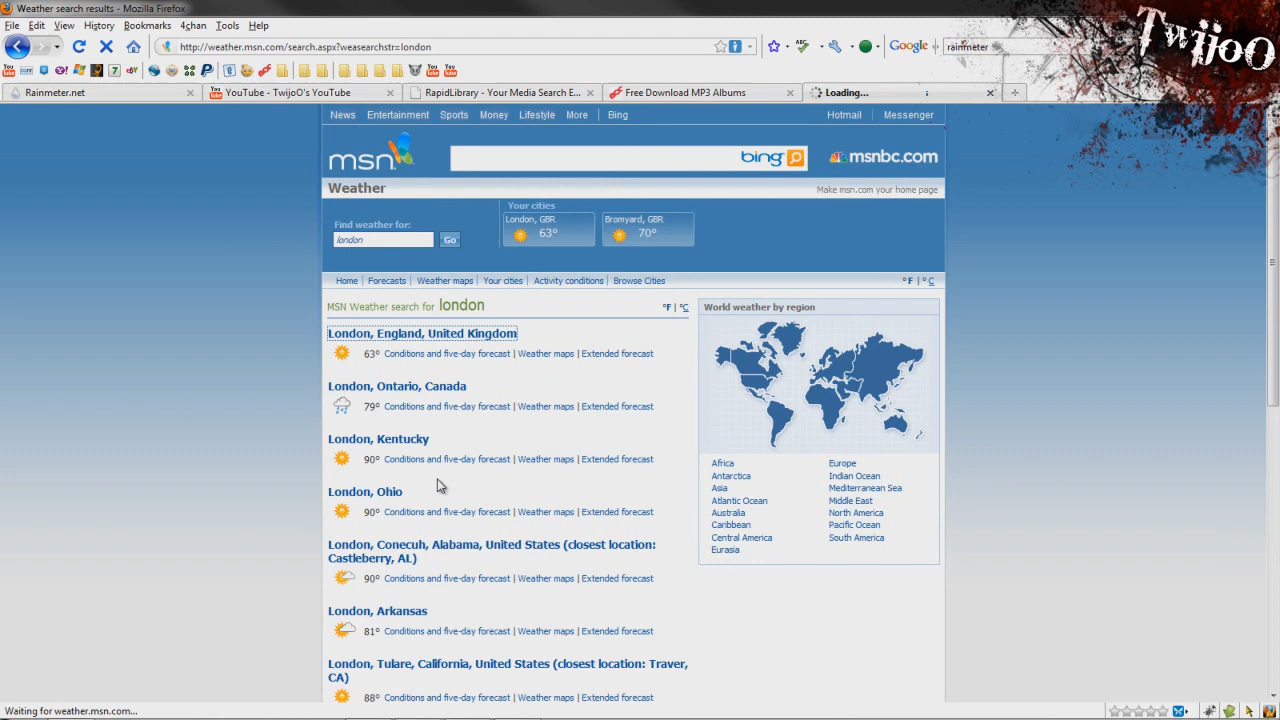 Weather search results - Mozilla Firefox
File Edit View History Bookmarks 4chan Tools Help
TwijoO
http://weather.msn.com/search.aspx?weasearchstr=london
Google
rainmeter
Rainmeter.net
YouTube - TwijoO's YouTube
RapidLibrary - Your Media Search E...
Free Download MP3 Albums
Loading...
News Entertainment Sports Money Lifestyle More | Bing
Hotmail | Messenger
msn
bing
msnbc.com
Weather
Make msn.com your home page
Your cities
Find weather for:
london
Go
London, GBR
63°
Bromyard, GBR
70°
Home | Forecasts | Weather maps | Your cities | Activity conditions | Browse Cities
°F | °C
MSN Weather search for london
°F | °C
London, England, United Kingdom
63° Conditions and five-day forecast | Weather maps | Extended forecast
London, Ontario, Canada
79° Conditions and five-day forecast | Weather maps | Extended forecast
London, Kentucky
90° Conditions and five-day forecast | Weather maps | Extended forecast
London, Ohio
90° Conditions and five-day forecast | Weather maps | Extended forecast
London, Conecuh, Alabama, United States (closest location:
Castleberry, AL)
90° Conditions and five-day forecast | Weather maps | Extended forecast
London, Arkansas
81° Conditions and five-day forecast | Weather maps | Extended forecast
London, Tulare, California, United States (closest location: Traver,
CA)
88° Conditions and five-day forecast | Weather maps | Extended forecast
World weather by region
Africa
Antarctica
Asia
Atlantic Ocean
Australia
Caribbean
Central America
Eurasia
Europe
Indian Ocean
Mediterranean Sea
Middle East
North America
Pacific Ocean
South America
Waiting for weather.msn.com...